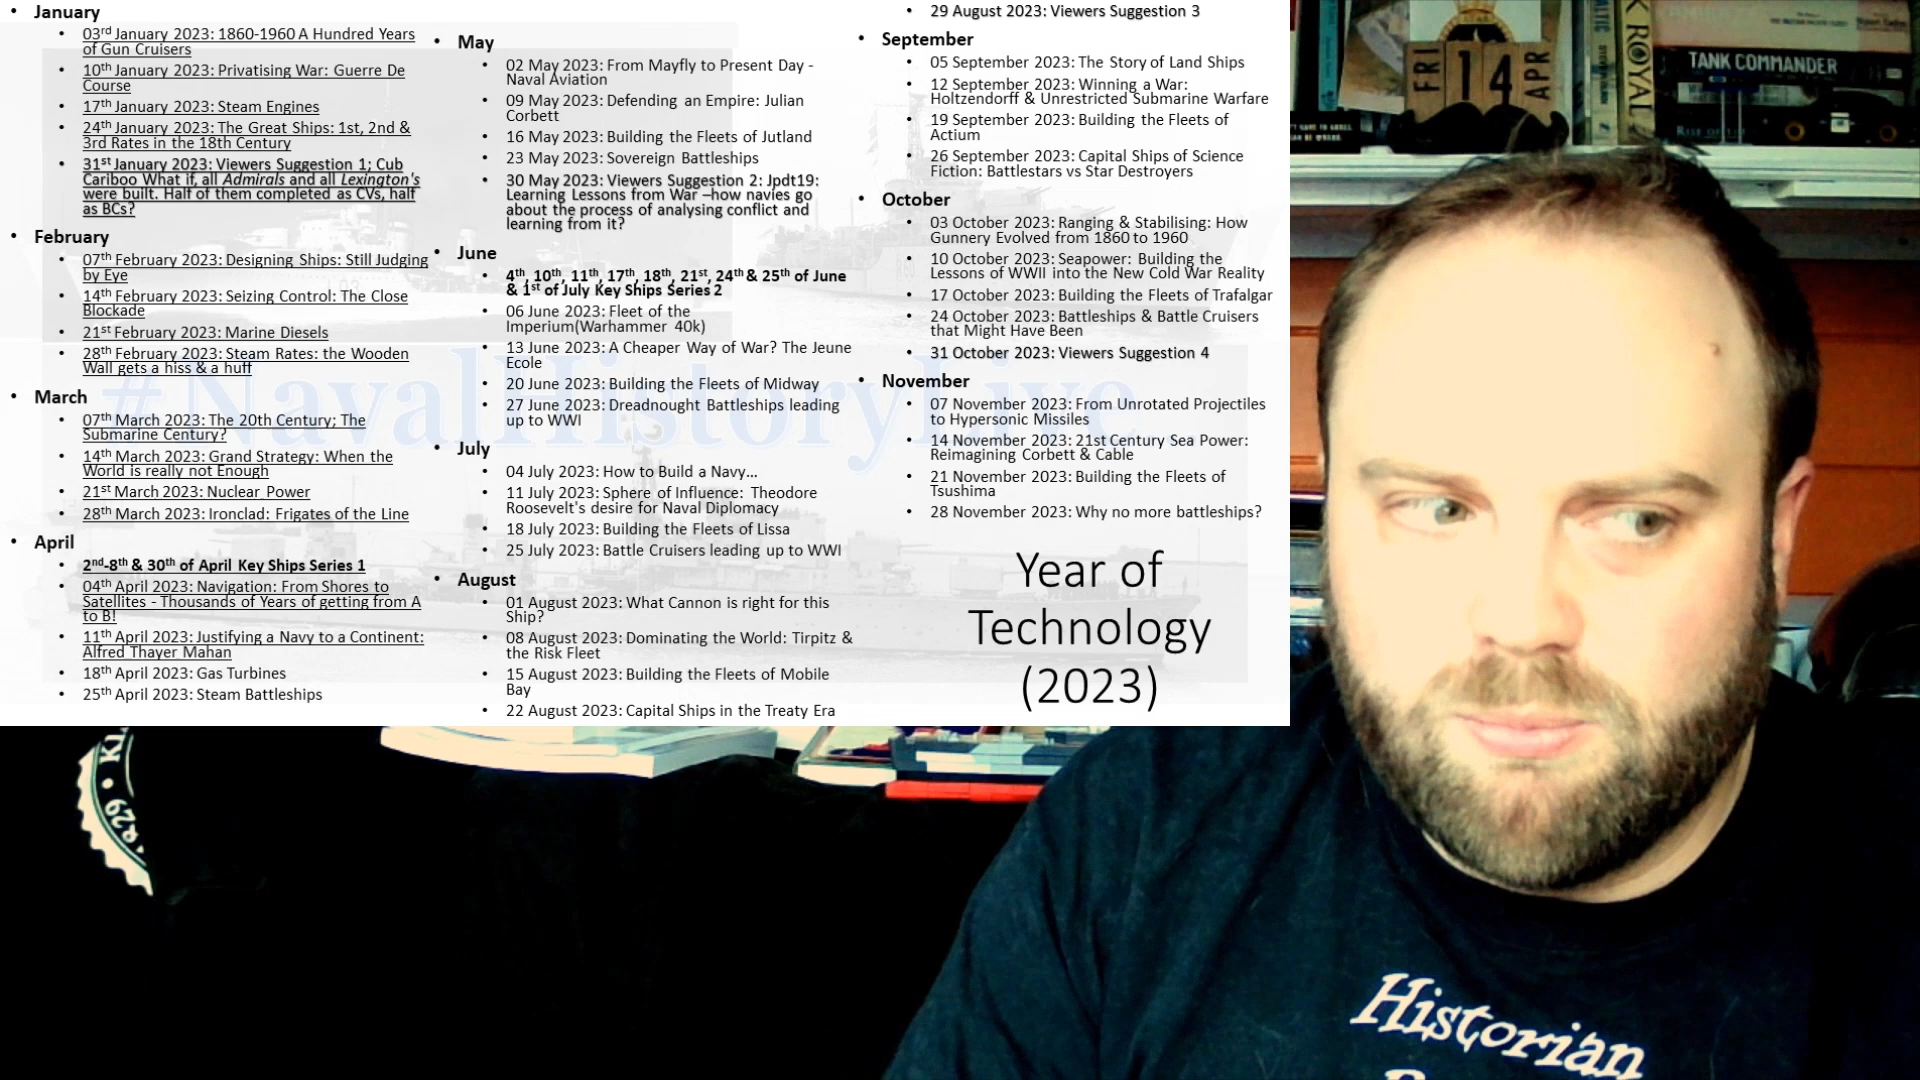 January
03rd January 2023: 1860-1960 A Hundred Years
of Gun Cruisers
10th January 2023: Privatising War: Guerre De
Course
17th January 2023: Steam Engines
24th January 2023: The Great Ships: 1st, 2nd &
3rd Rates in the 18th Century
31st January 2023: Viewers Suggestion 1; Cub
Cariboo What if, all Admirals and all Lexington's
were built. Half of them completed as CVs, half
as BCs?
February
07th February 2023: Designing Ships: Still Judging
by Eye
14th February 2023: Seizing Control: The Close
Blockade
21st February 2023: Marine Diesels
28th February 2023: Steam Rates: the Wooden
Wall gets a hiss & a huff
March
07th March 2023: The 20th Century; The
Submarine Century?
14th March 2023: Grand Strategy: When the
World is really not Enough
21st March 2023: Nuclear Power
28th March 2023: Ironclad: Frigates of the Line
April
2nd-8th & 30th of April Key Ships Series 1
04th April 2023: Navigation: From Shores to
Satellites - Thousands of Years of getting from A
to B!
11th April 2023: Justifying a Navy to a Continent:
Alfred Thayer Mahan
18th April 2023: Gas Turbines
25th April 2023: Steam Battleships
May
02 May 2023: From Mayfly to Present Day -
Naval Aviation
09 May 2023: Defending an Empire: Julian
Corbett
16 May 2023: Building the Fleets of Jutland
23 May 2023: Sovereign Battleships
30 May 2023: Viewers Suggestion 2: Jpdt19:
Learning Lessons from War –how navies go
about the process of analysing conflict and
learning from it?
June
4th, 10th, 11th, 17th, 18th, 21st, 24th & 25th of June
& 1st of July Key Ships Series 2
06 June 2023: Fleet of the
Imperium(Warhammer 40k)
13 June 2023: A Cheaper Way of War? The Jeune
Ecole
20 June 2023: Building the Fleets of Midway
27 June 2023: Dreadnought Battleships leading
up to WWI
July
04 July 2023: How to Build a Navy...
11 July 2023: Sphere of Influence: Theodore
Roosevelt's desire for Naval Diplomacy
18 July 2023: Building the Fleets of Lissa
25 July 2023: Battle Cruisers leading up to WWI
August
01 August 2023: What Cannon is right for this
Ship?
08 August 2023: Dominating the World: Tirpitz &
the Risk Fleet
15 August 2023: Building the Fleets of Mobile
Bay
22 August 2023: Capital Ships in the Treaty Era
29 August 2023: Viewers Suggestion 3
September
05 September 2023: The Story of Land Ships
12 September 2023: Winning a War:
Holtzendorff & Unrestricted Submarine Warfare
19 September 2023: Building the Fleets of
Actium
26 September 2023: Capital Ships of Science
Fiction: Battlestars vs Star Destroyers
October
03 October 2023: Ranging & Stabilising: How
Gunnery Evolved from 1860 to 1960
10 October 2023: Seapower: Building the
Lessons of WWII into the New Cold War Reality
17 October 2023: Building the Fleets of Trafalgar
24 October 2023: Battleships & Battle Cruisers
that Might Have Been
31 October 2023: Viewers Suggestion 4
November
07 November 2023: From Unrotated Projectiles
to Hypersonic Missiles
14 November 2023: 21st Century Sea Power:
Reimagining Corbett & Cable
21 November 2023: Building the Fleets of
Tsushima
28 November 2023: Why no more battleships?
Year of
Technology
(2023)
#NavalHistoryLive
FRI 14 APR
ROYAL
TANK COMMANDER
Historian